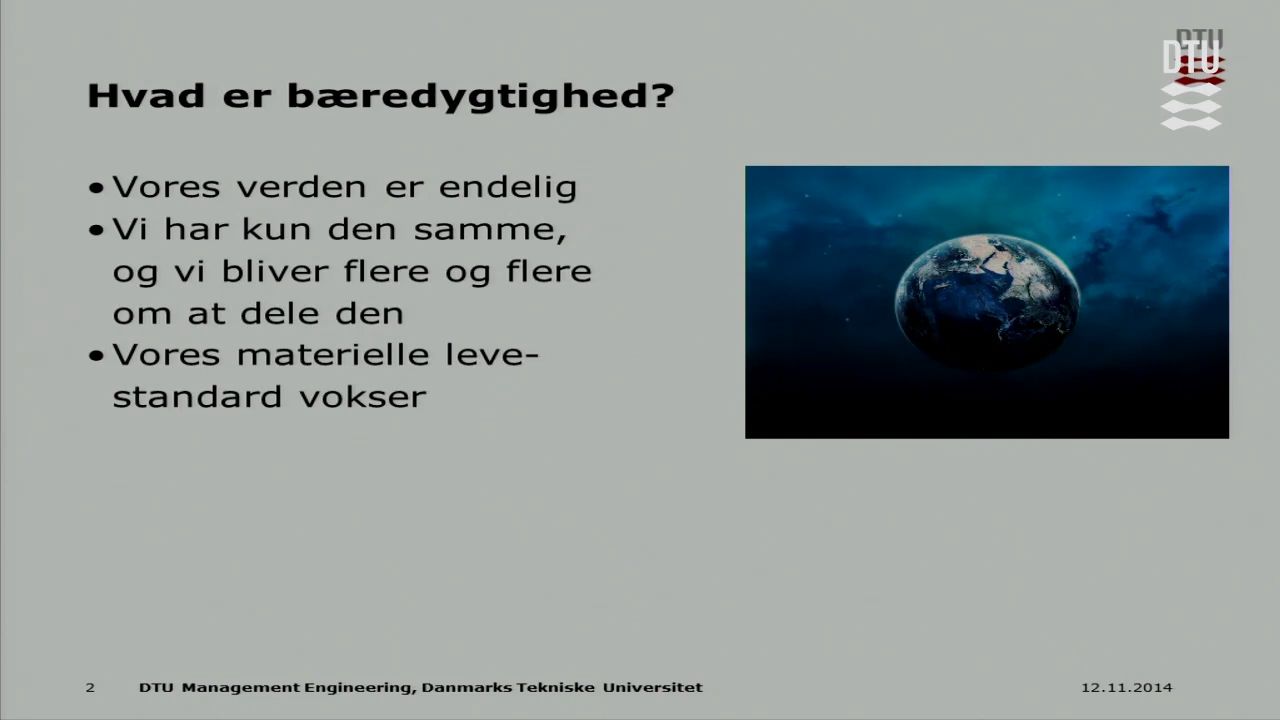 DTU
DTU
Hvad er bæredygtighed?
•Vores verden er endelig
•Vi har kun den samme,
og vi bliver flere og flere
om at dele den
•Vores materielle leve-
standard vokser
2 DTU Management Engineering, Danmarks Tekniske Universitet 12.11.2014